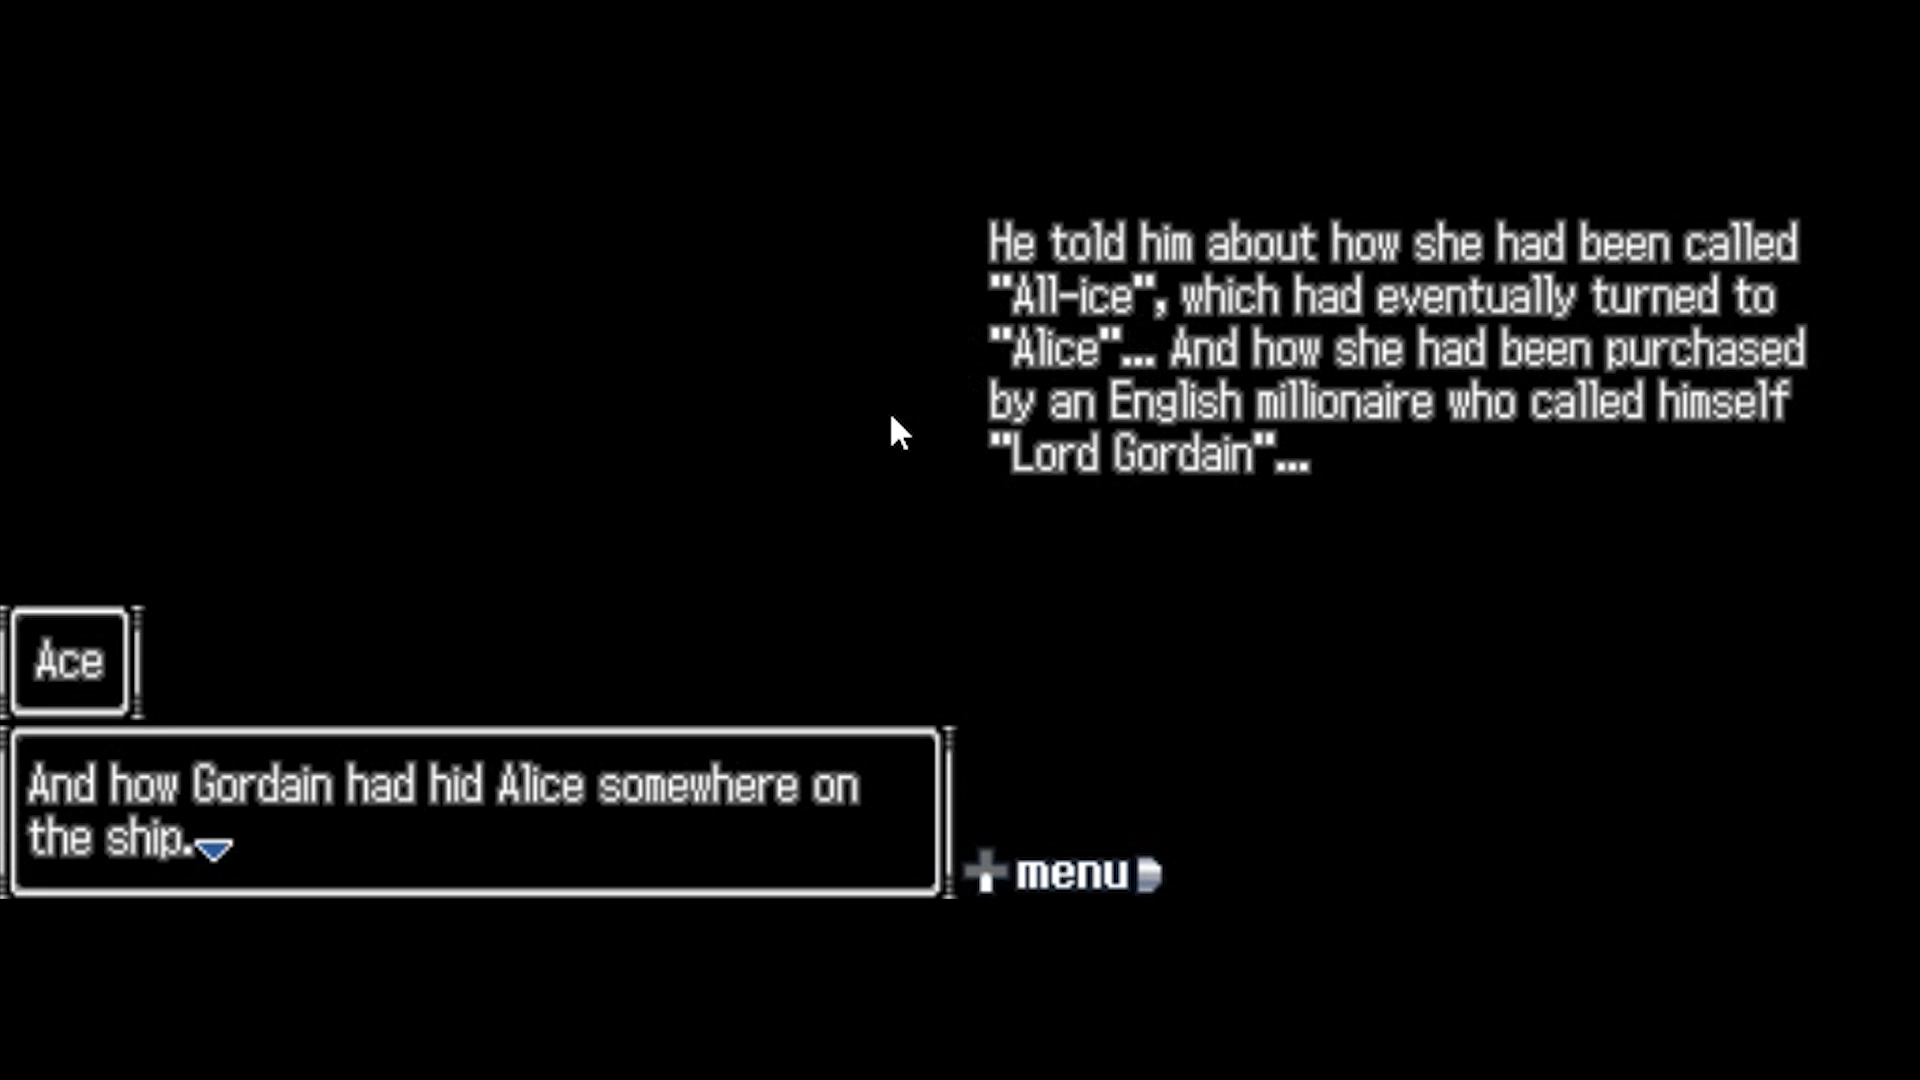 He told him about how she had been called
"All-ice", which had eventually turned to
"Alice"... And how she had been purchased
by an English millionaire who called himself
"Lord Gordain"...
Ace
And how Gordain had hid Alice somewhere on
the ship.
menu